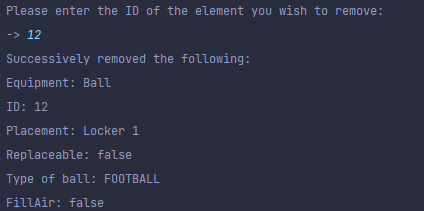 Please enter the ID of the element you wish to remove:
-> 12
Successively removed the following:
Equipment: Ball
ID: 12
Placement: Locker 1
Replaceable: false
Type of ball: FOOTBALL
FillAir: false